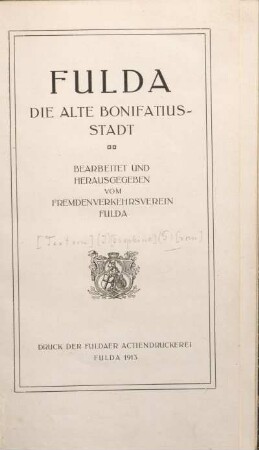 FULDA
DIE ALTE BONIFATIUS-
STADT
BEARBEITET UND
HERAUSGEGEBEN
VOM
FREMDENVERKEHRSVEREIN
FULDA
DRUCK DER FULDAER ACTIENDRUCKEREI
FULDA 1913